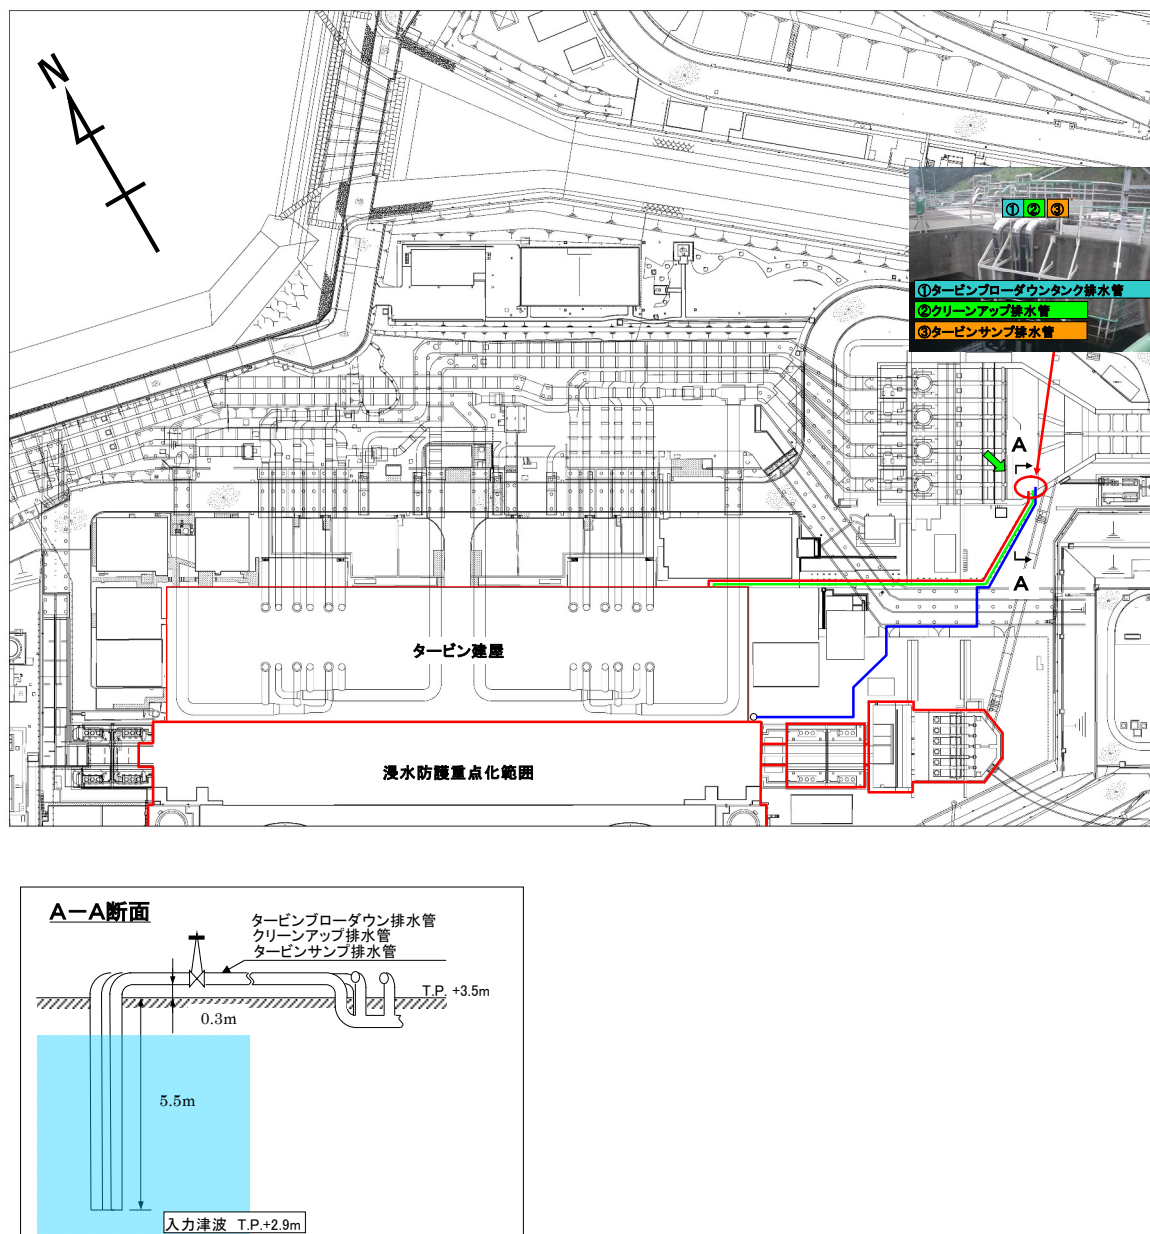 N
① ② ③
①タービンブローダウンタンク排水管
②クリーンアップ排水管
③タービンサンプ排水管
A
A
タービン建屋
浸水防護重点化範囲
A－A断面
タービンブローダウン排水管
クリーンアップ排水管
タービンサンプ排水管
T.P. +3.5m
0.3m
5.5m
入力津波 T.P.+2.9m